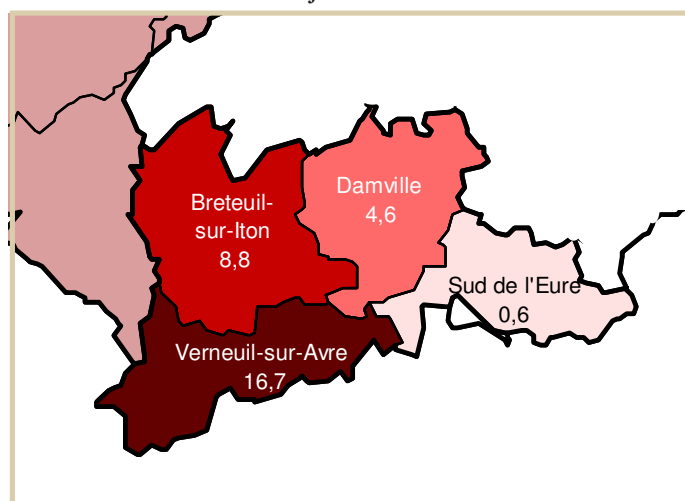 Damville
4,6
Breteuil-
sur-Iton
8,8
Sud de l'Eure
0,6
Verneuil-sur-Avre
16,7